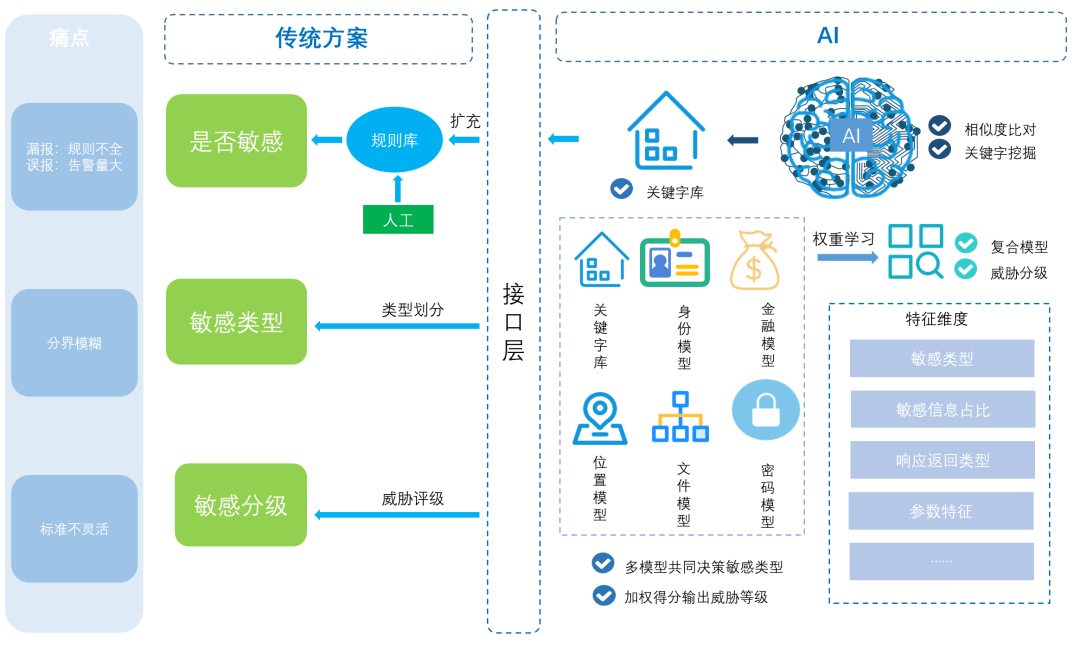 痛点
漏报：规则不全
误报：告警量大
分界模糊
标准不灵活
传统方案
是否敏感
规则库
扩充
人工
敏感类型
类型划分
敏感分级
威胁评级
接口层
AI
关键字库
AI
相似度比对
关键字挖掘
关键字库
身份模型
金融模型
位置模型
文件模型
密码模型
权重学习
复合模型
威胁分级
多模型共同决策敏感类型
加权得分输出威胁等级
特征维度
敏感类型
敏感信息占比
响应返回类型
参数特征
......